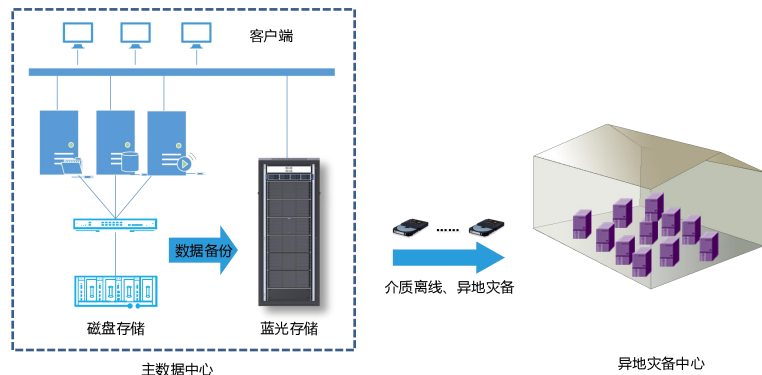 客户端
数据备份
磁盘存储
蓝光存储
主数据中心
······
介质离线、异地灾备
异地灾备中心